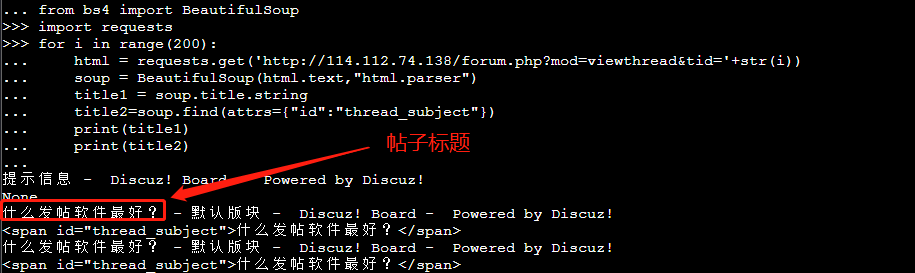 ... from bs4 import BeautifulSoup
>>> import requests
>>> for i in range(200):
...     html = requests.get('http://114.112.74.138/forum.php?mod=viewthread&tid='+str(i))
...     soup = BeautifulSoup(html.text,"html.parser")
...     title1 = soup.title.string
...     title2=soup.find(attrs={"id":"thread_subject"})
...     print(title1)
...     print(title2)
帖子标题
...
提示信息 -  Discuz! Board -  Powered by Discuz!
None
什么发帖软件最好? - 默认版块 -  Discuz! Board -  Powered by Discuz!
<span id="thread_subject">什么发帖软件最好?</span>
什么发帖软件最好? - 默认版块 -  Discuz! Board -  Powered by Discuz!
<span id="thread_subject">什么发帖软件最好?</span>